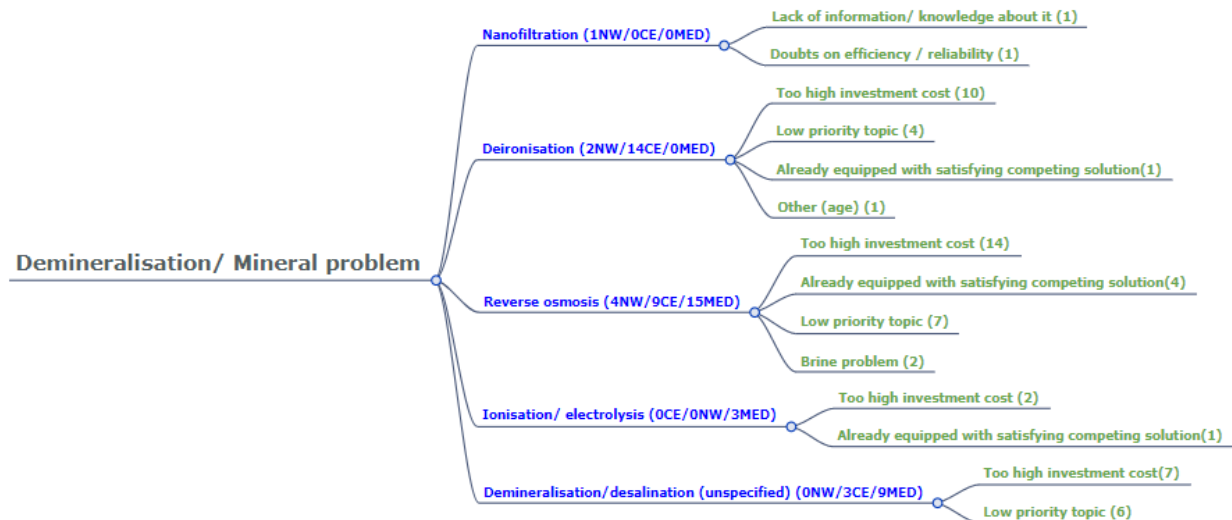 Demineralisation/ Mineral problem
Nanofiltration (1NW/0CE/0MED)
Lack of information/ knowledge about it (1)
Doubts on efficiency / reliability (1)
Deironisation (2NW/14CE/0MED)
Too high investment cost (10)
Low priority topic (4)
Already equipped with satisfying competing solution(1)
Other (age) (1)
Reverse osmosis (4NW/9CE/15MED)
Too high investment cost (14)
Already equipped with satisfying competing solution(4)
Low priority topic (7)
Brine problem (2)
Ionisation/ electrolysis (0CE/0NW/3MED)
Too high investment cost (2)
Already equipped with satisfying competing solution(1)
Demineralisation/desalination (unspecified) (0NW/3CE/9MED)
Too high investment cost(7)
Low priority topic (6)